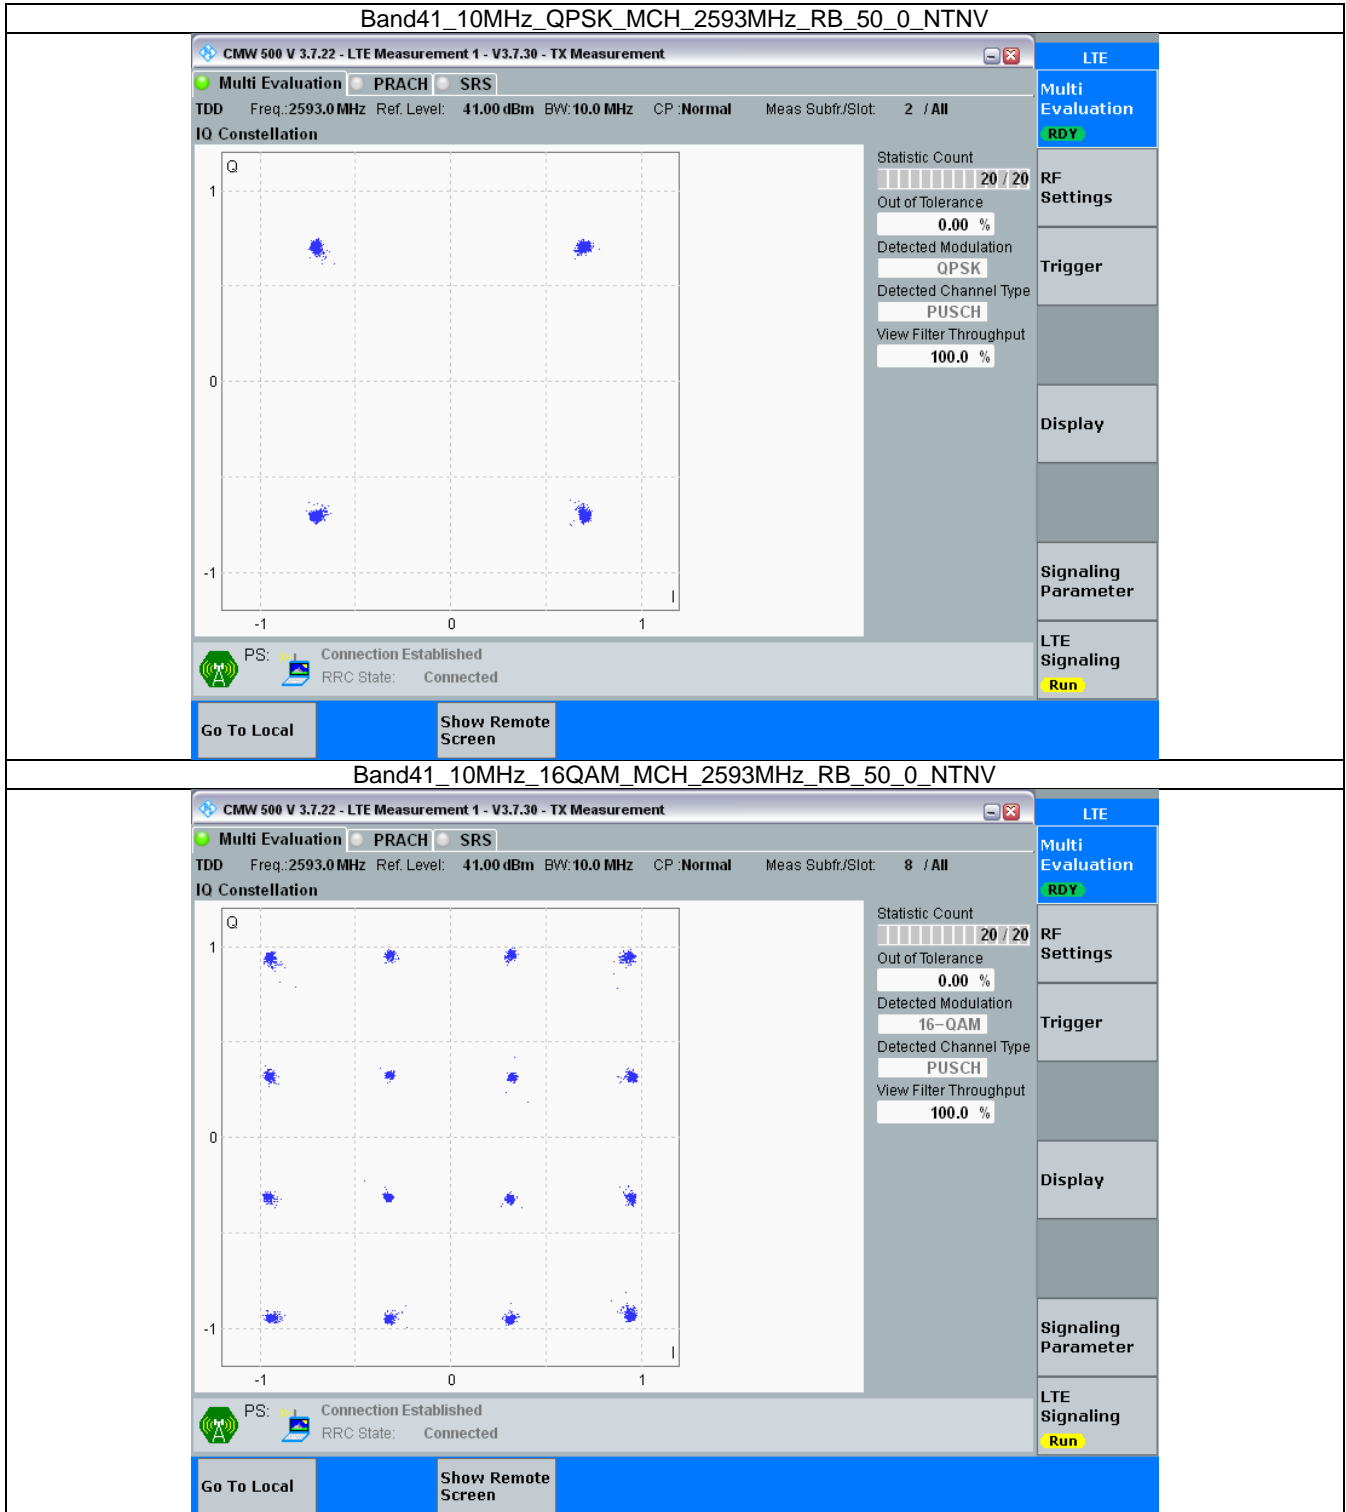 Band41_10MHz_QPSK_MCH_2593MHz_RB_50_0_NTNV
CMW 500 V 3.7.22 - LTE Measurement 1 - V3.7.30 - TX Measurement
LTE
Multi Evaluation PRACH SRS
Multi
Evaluation
RDY
TDD Freq.:2593.0 MHz Ref. Level: 41.00 dBm BW:10.0 MHz CP :Normal Meas Subfr./Slot: 2 / All
IQ Constellation
Q
1
0
-1
-1 0 1
I
Statistic Count
20 / 20
Out of Tolerance
0.00 %
Detected Modulation
QPSK
Detected Channel Type
PUSCH
View Filter Throughput
100.0 %
RF
Settings
Trigger
Display
Signaling
Parameter
LTE
Signaling
Run
PS: Connection Established
RRC State: Connected
Go To Local
Show Remote
Screen
Band41_10MHz_16QAM_MCH_2593MHz_RB_50_0_NTNV
CMW 500 V 3.7.22 - LTE Measurement 1 - V3.7.30 - TX Measurement
LTE
Multi Evaluation PRACH SRS
Multi
Evaluation
RDY
TDD Freq.:2593.0 MHz Ref. Level: 41.00 dBm BW:10.0 MHz CP :Normal Meas Subfr./Slot: 8 / All
IQ Constellation
Q
1
0
-1
-1 0 1
I
Statistic Count
20 / 20
Out of Tolerance
0.00 %
Detected Modulation
16-QAM
Detected Channel Type
PUSCH
View Filter Throughput
100.0 %
RF
Settings
Trigger
Display
Signaling
Parameter
LTE
Signaling
Run
PS: Connection Established
RRC State: Connected
Go To Local
Show Remote
Screen